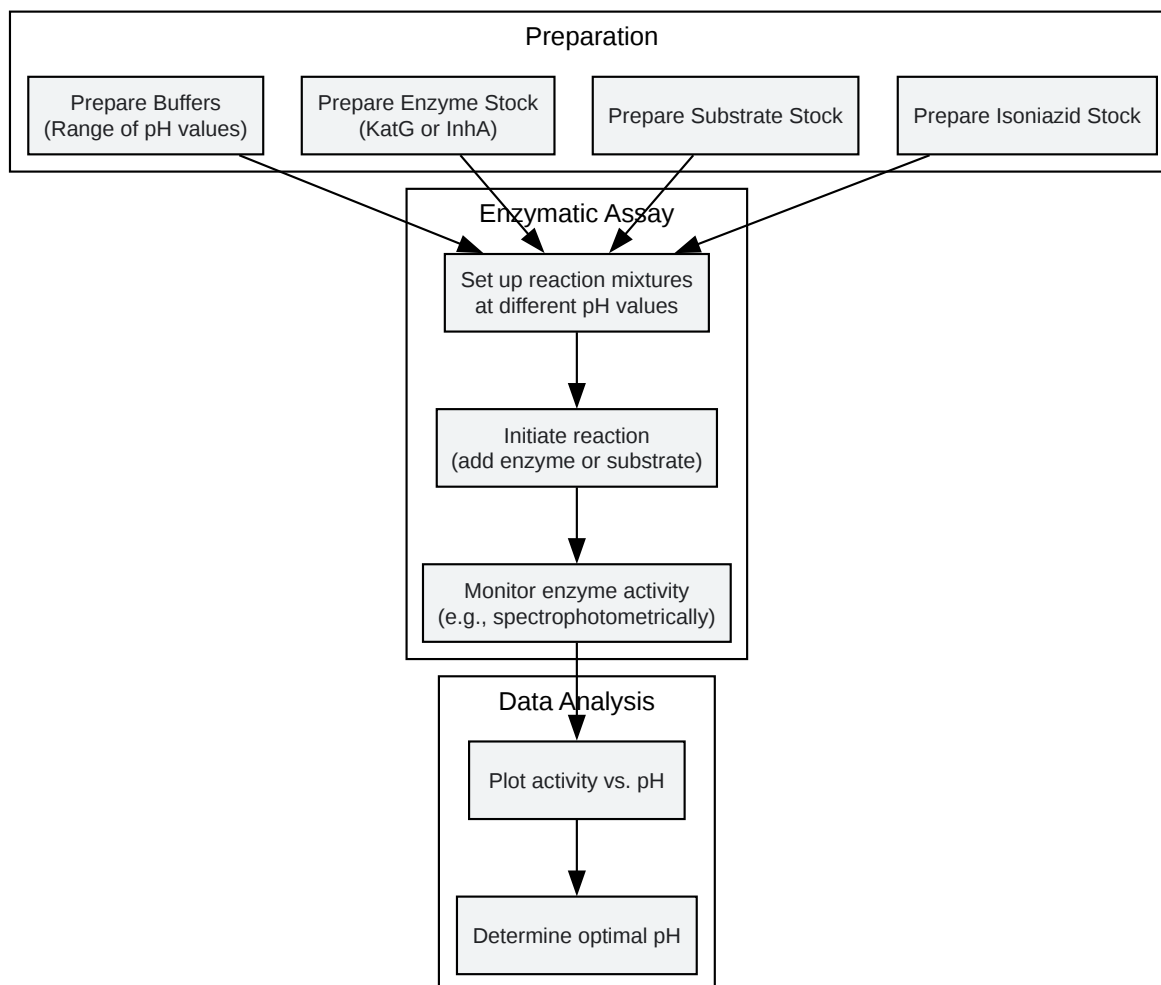 Preparation
Prepare Buffers
(Range of pH values)
Prepare Enzyme Stock
(KatG or InhA)
Prepare Substrate Stock
Prepare Isoniazid Stock
Enzymatic Assay
Set up reaction mixtures
at different pH values
Initiate reaction
(add enzyme or substrate)
Monitor enzyme activity
(e.g., spectrophotometrically)
Data Analysis
Plot activity vs. pH
Determine optimal pH